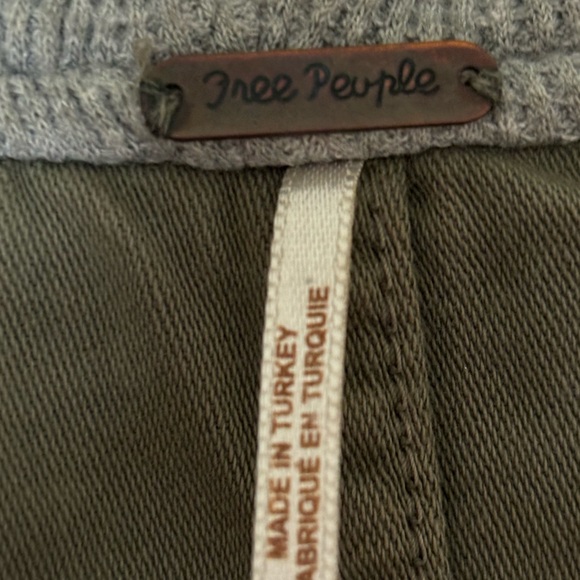 Free People
MADE IN TURKEY
FABRIQUÉ EN TURQUIE